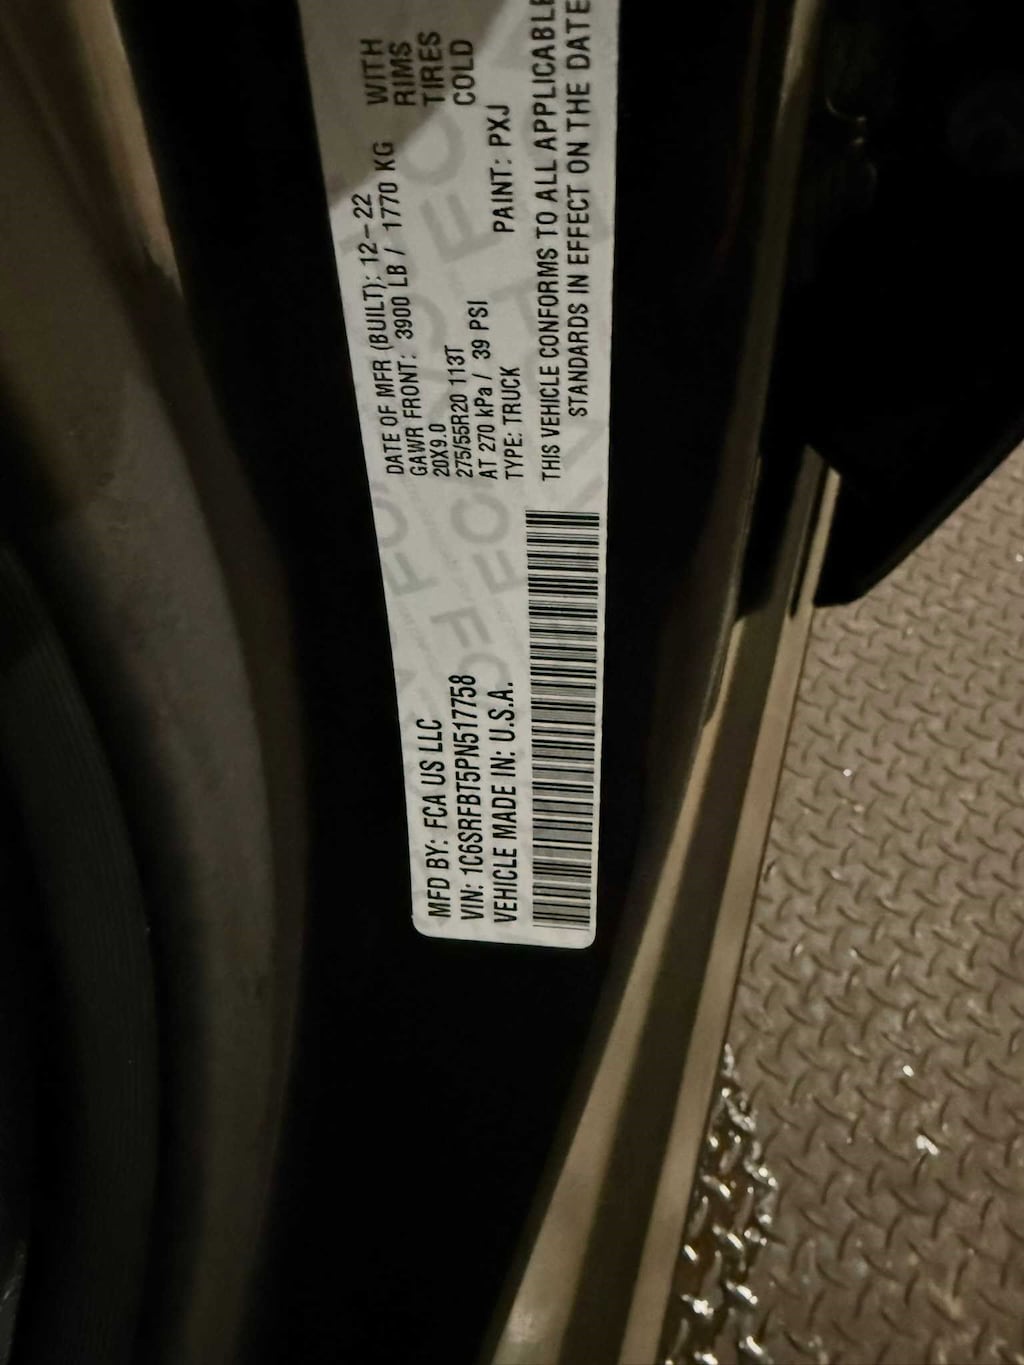 MFD BY: FCA US LLC
VIN: 1C6SRFBT5PN517758
VEHICLE MADE IN: U.S.A.
DATE OF MFR (BUILT): 12-22
GAWR FRONT: 3900 LB / 1770 KG WITH
20X9.0 RIMS
275/55R20 113T TIRES
AT 270 kPa / 39 PSI COLD
TYPE: TRUCK PAINT: PXJ
THIS VEHICLE CONFORMS TO ALL APPLICABLE
STANDARDS IN EFFECT ON THE DATE